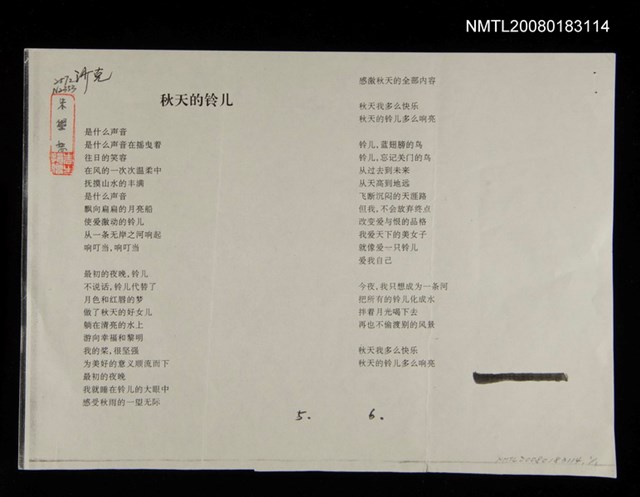 NMTL20080183114
秋天的铃儿
是什么声音
是什么声音在摇曳着
往日的笑容
在风的一次次温柔中
抚摸山水的丰满
是什么声音
飘向扁扁的月亮船
使爱激动的铃儿
从一条无岸之河响起
响叮当,响叮当
最初的夜晚,铃儿
不说话,铃儿代替了
月色和红唇的梦
做了秋天的好女儿
躺在清亮的水上
游向幸福和黎明
我的桨,很坚强
为美好的意义顺流而下
最初的夜晚
我就睡在铃儿的大眼中
感受秋雨的一望无际
5.
感激秋天的全部内容
秋天我多么快乐
秋天的铃儿多么响亮
铃儿,蓝翅膀的鸟
铃儿,忘记关门的鸟
从过去到未来
从天高到地远
飞断沉闷的天涯路
但我,不会放弃终点
改变爱与恨的品格
我爱天下的美女子
就像爱一只铃儿
爱我自己
今夜,我只想成为一条河
把所有的铃儿化成水
拌着月光喝下去
再也不偷渡别的风景
秋天我多么快乐
秋天的铃儿多么响亮
6.
NMTL20080183114